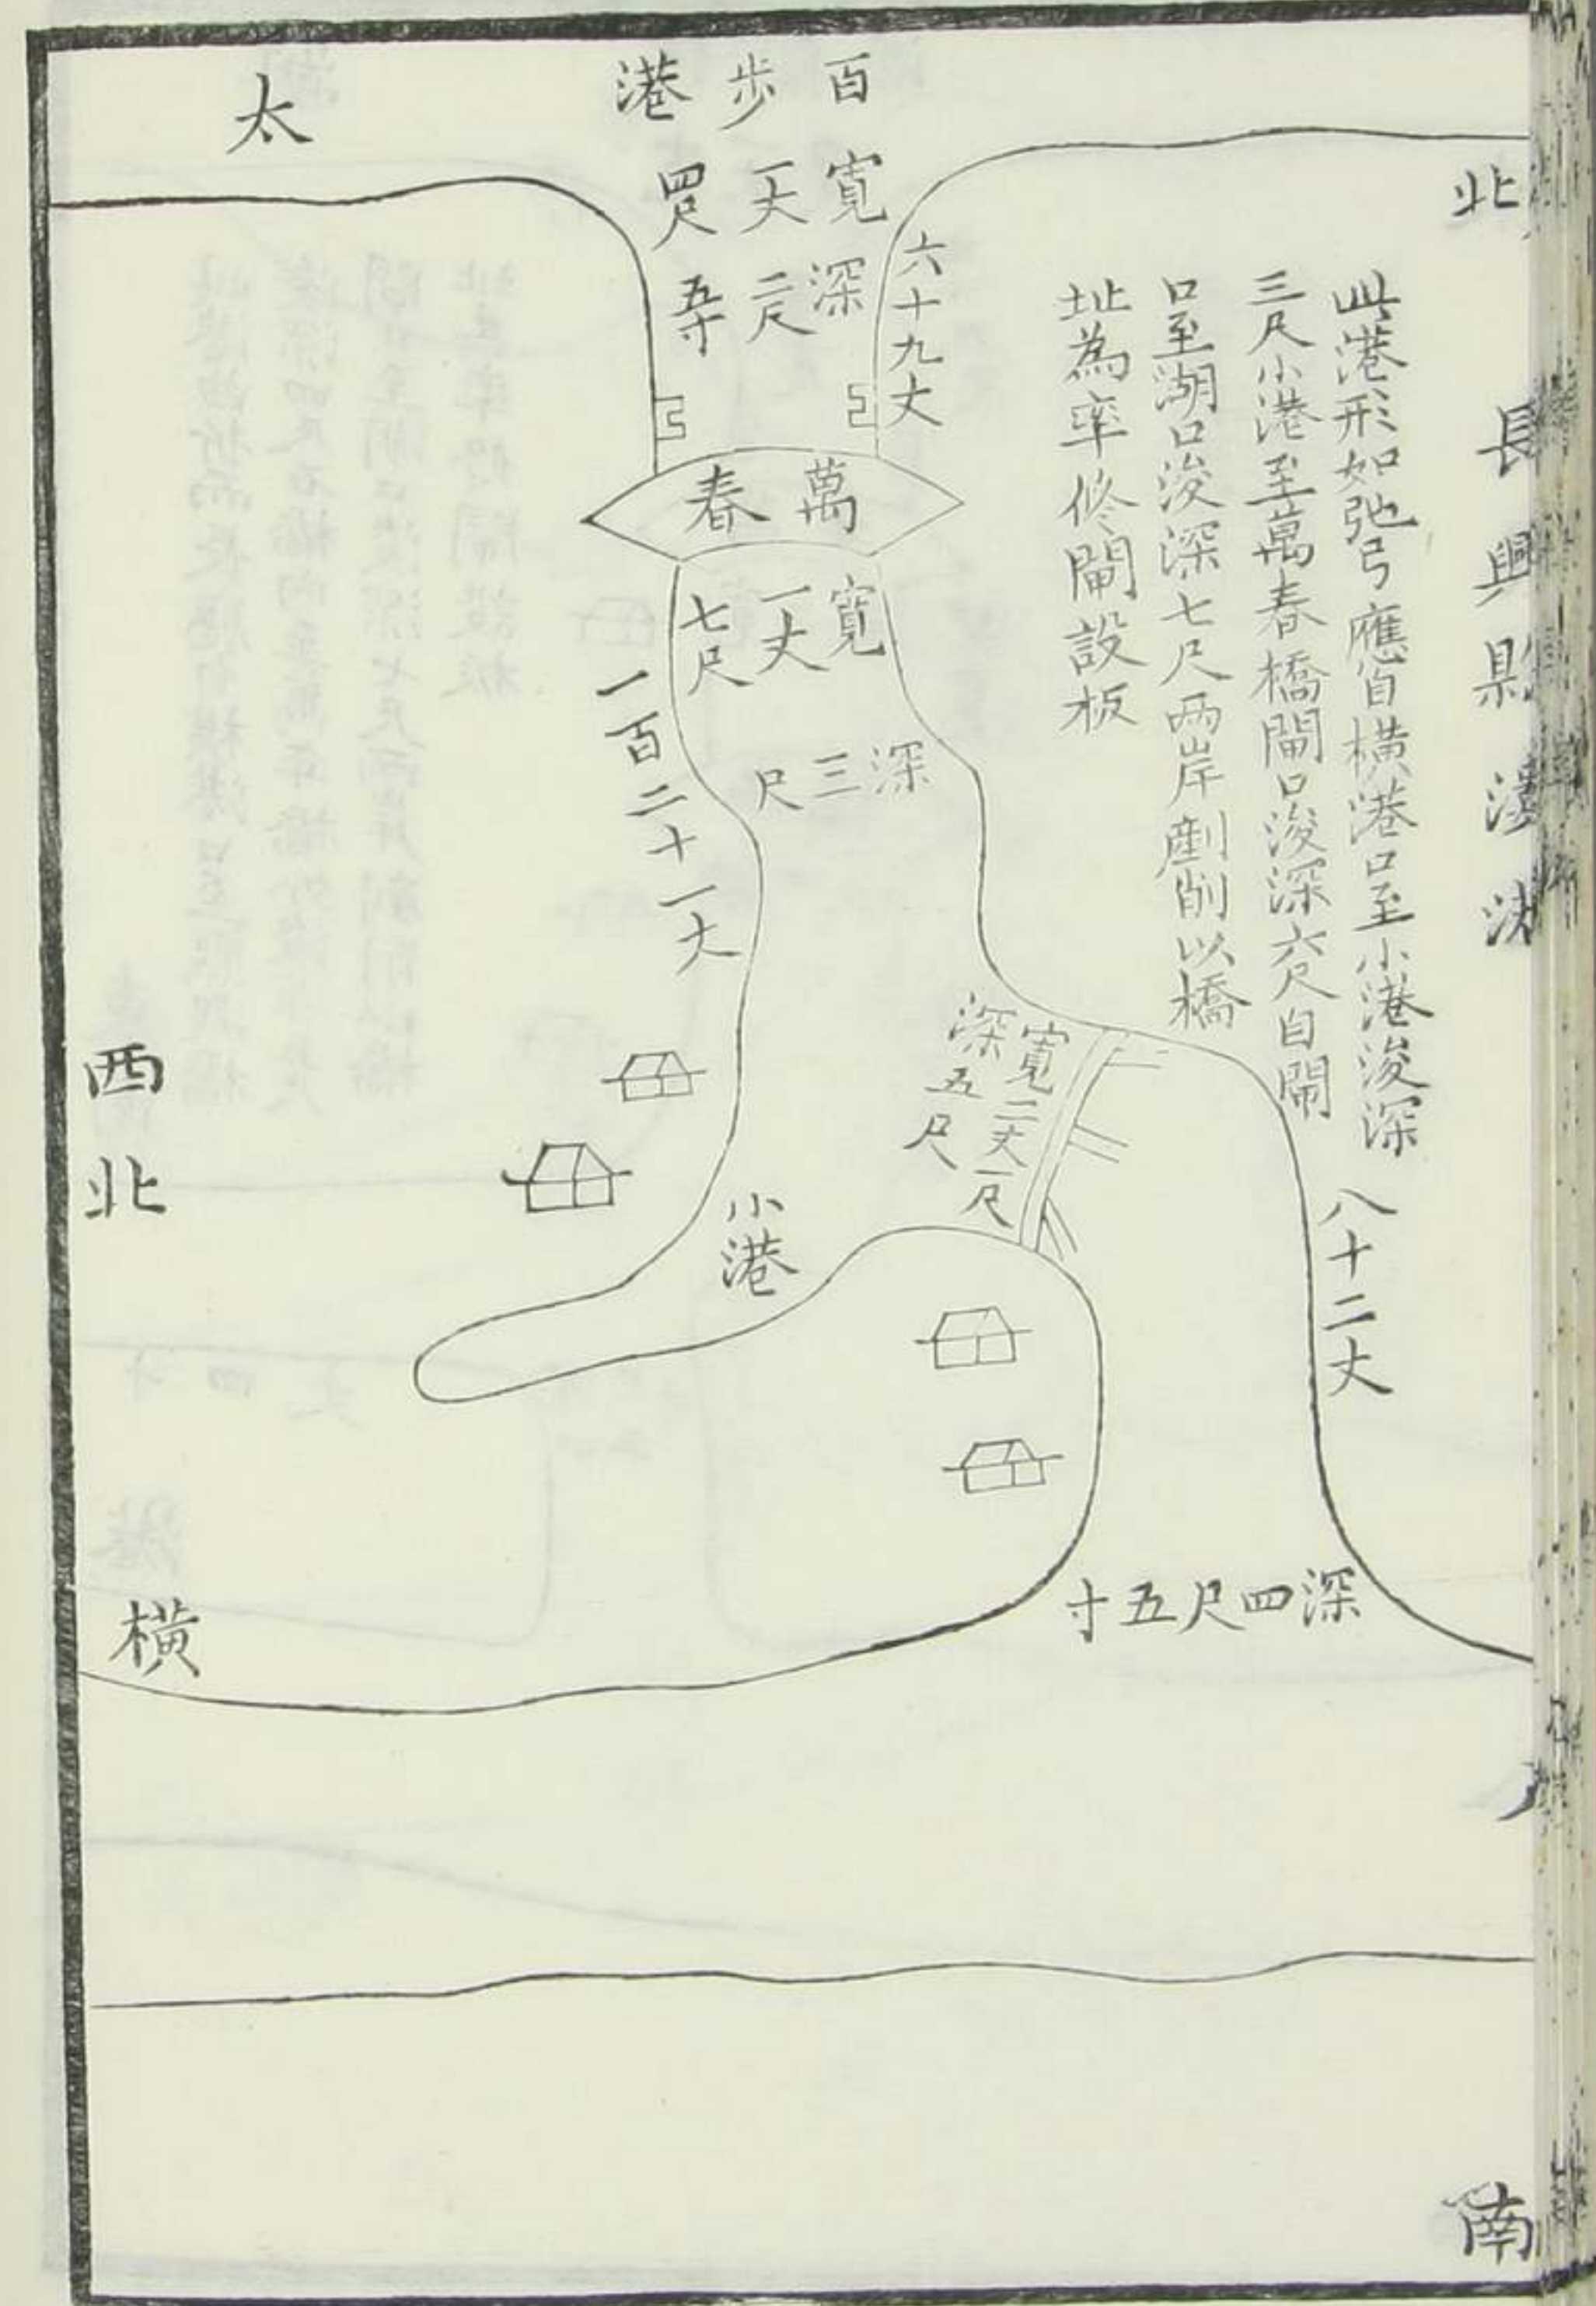 北
長興縣漊港
南
此港形如弛弓應自橫港口至小港浚深
三尺小港至萬春橋閘口浚深六尺自閘
口至湖口浚深七尺兩岸剷削以橋
址為率修閘設板
百步港
寬一丈四尺
深二尺五寸
六十九丈
萬春
寬一丈七尺
深三尺
一百二十一丈
寬二丈一尺
深五尺
小港
八十二丈
深四尺五寸
太
西北
橫